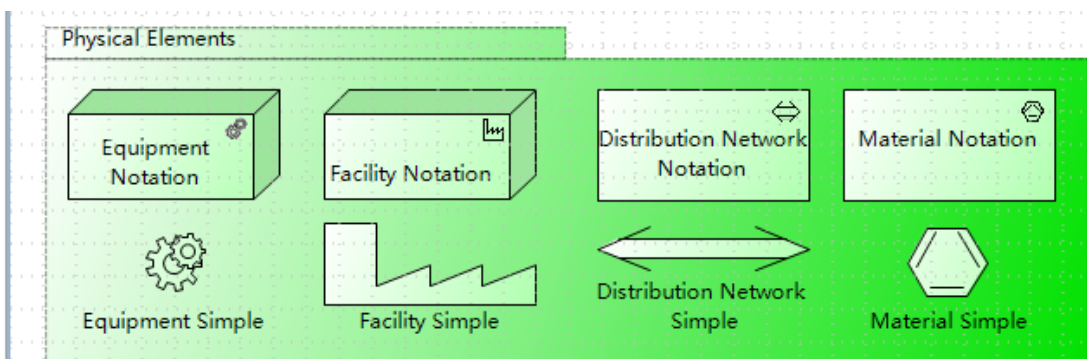 Physical Elements
Equipment
Notation
Facility Notation
Distribution Network
Notation
Material Notation
Equipment Simple
Facility Simple
Distribution Network
Simple
Material Simple